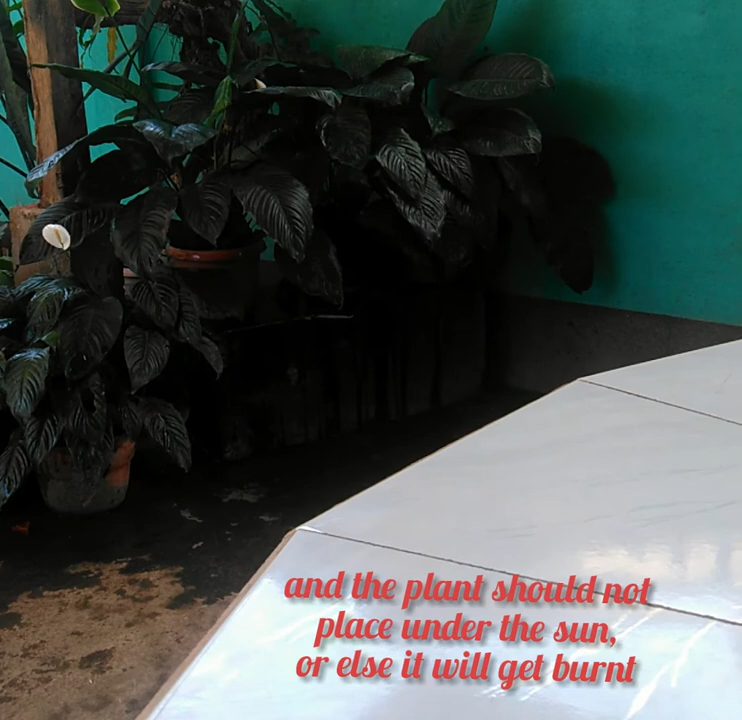 and the plant should not
place under the sun,
or else it will get burnt